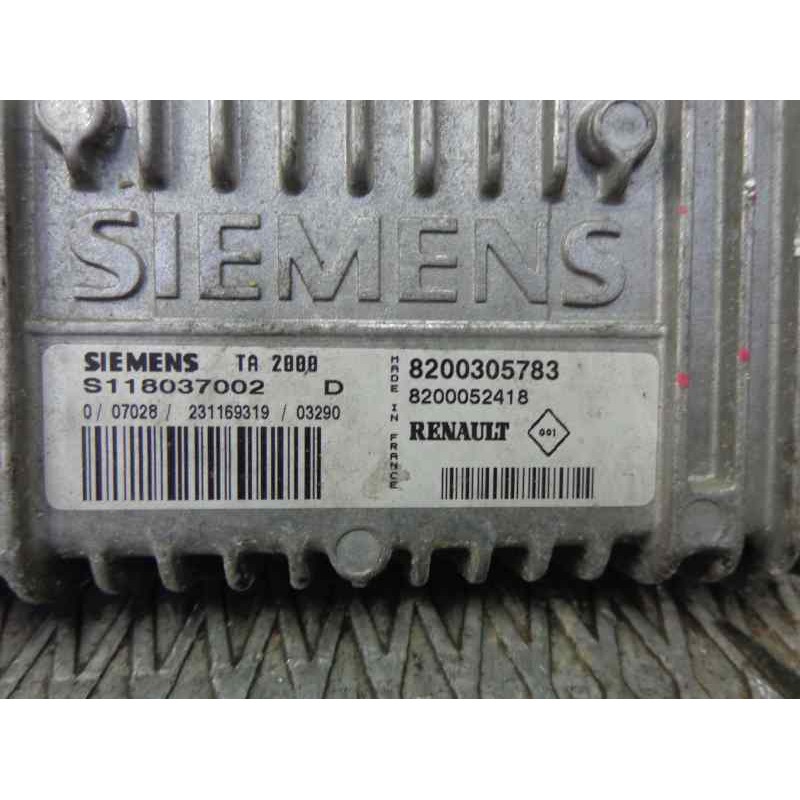 SIEMENS
SIEMENS TA 2000
S118037002 D
0/ 07028/ 231169319 / 03290
MADE IN FRANCE
8200305783
8200052418
RENAULT 001